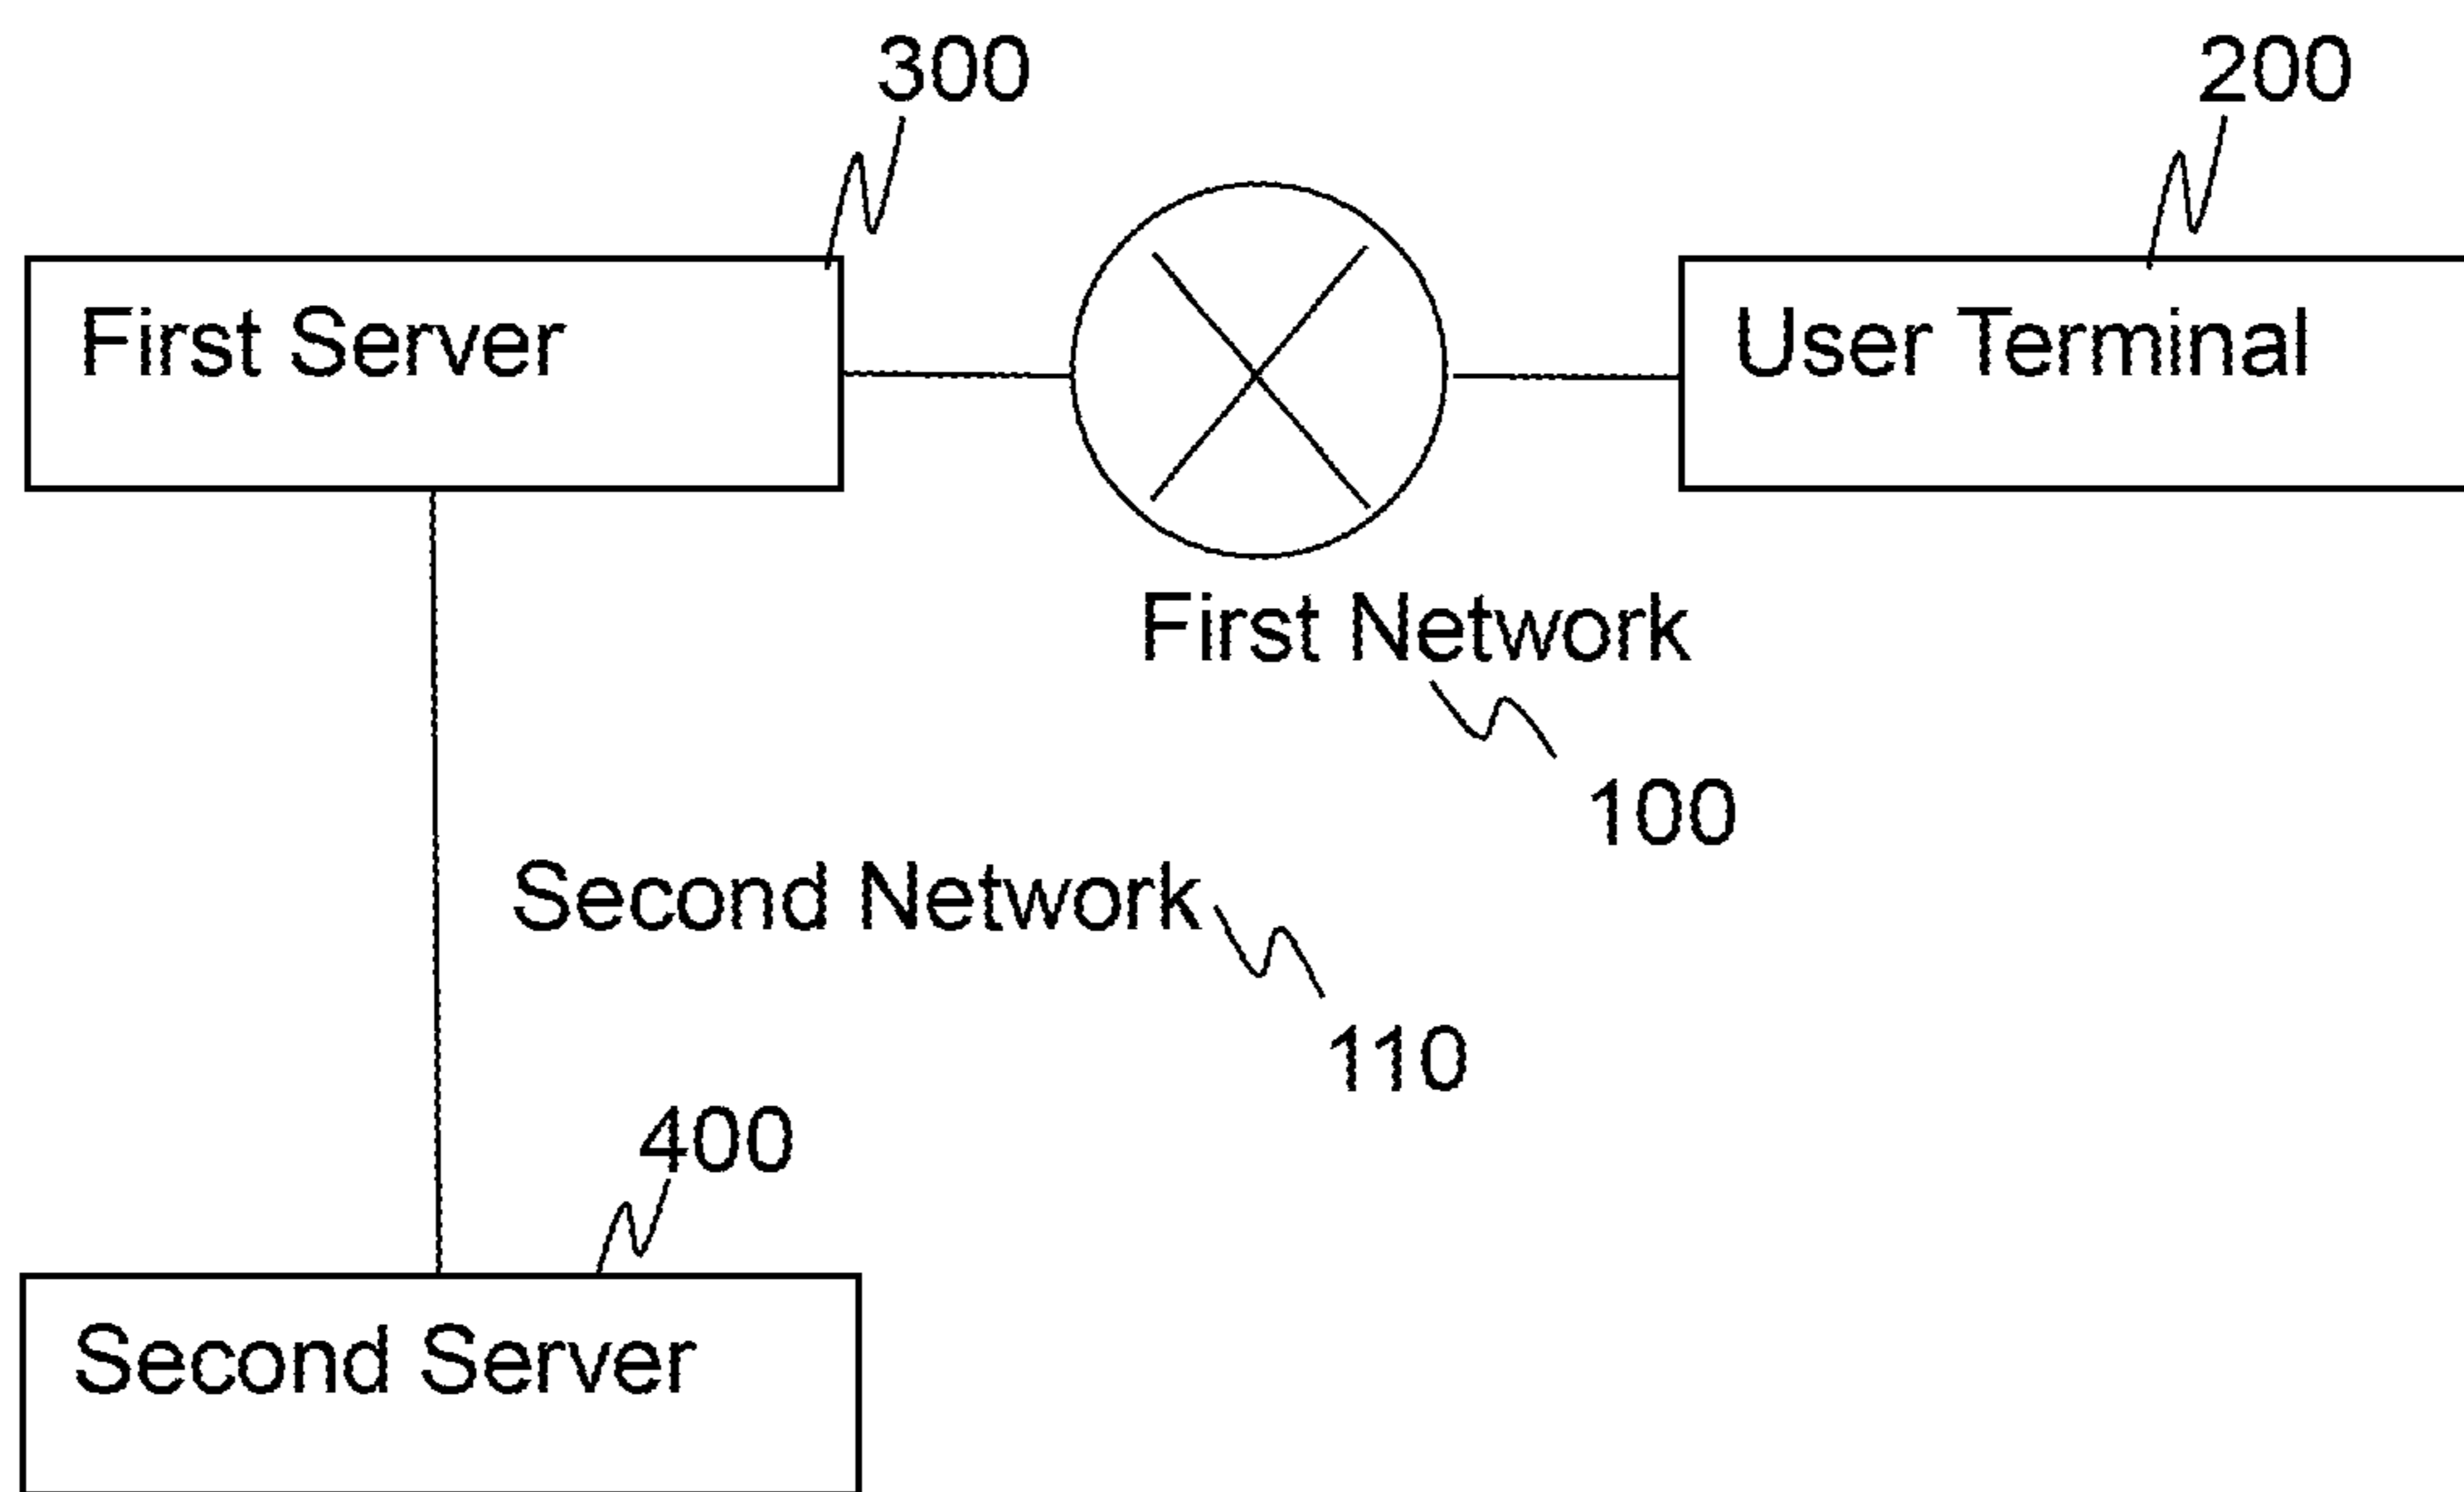 300
200
First Server
User Terminal
First Network
100
Second Network
110
400
Second Server